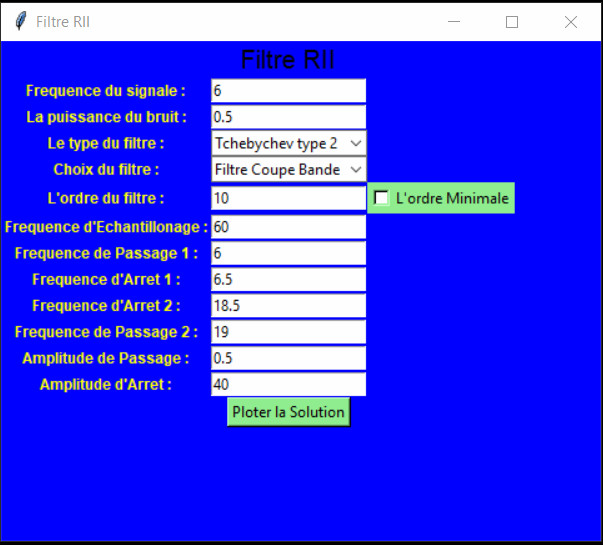 Filtre RII
Filtre RII
Frequence du signale : 6
La puissance du bruit : 0.5
Le type du filtre : Tchebychev type 2
Choix du filtre : Filtre Coupe Bande
L'ordre du filtre : 10 L'ordre Minimale
Frequence d'Echantillonage : 60
Frequence de Passage 1 : 6
Frequence d'Arret 1 : 6.5
Frequence d'Arret 2 : 18.5
Frequence de Passage 2 : 19
Amplitude de Passage : 0.5
Amplitude d'Arret : 40
Ploter la Solution